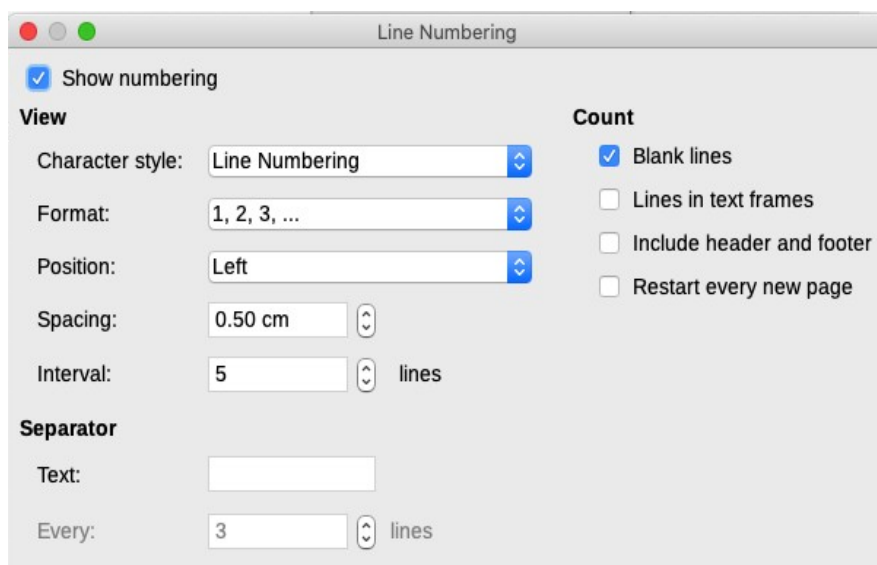 Line Numbering
Show numbering
View
Character style: Line Numbering
Format: 1, 2, 3, ...
Position: Left
Spacing: 0.50 cm
Interval: 5 lines
Separator
Text:
Every: 3 lines
Count
Blank lines
Lines in text frames
Include header and footer
Restart every new page